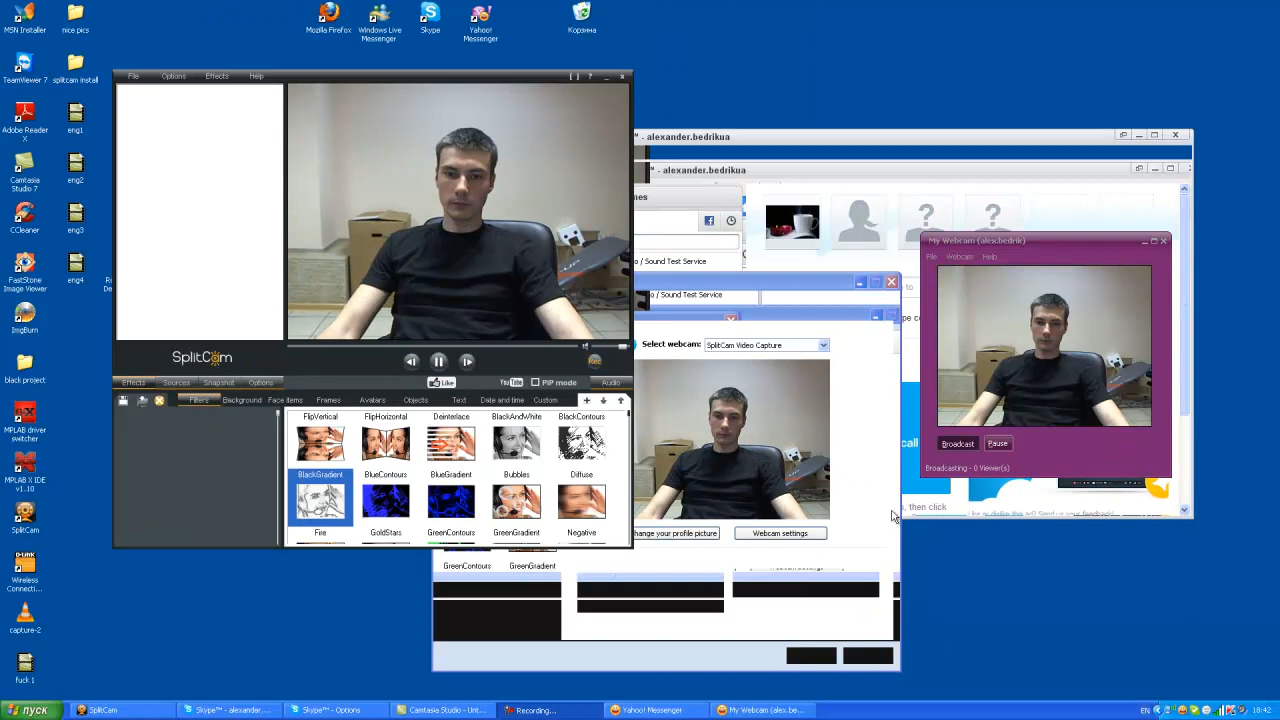 MSN Installer
nice pics
Mozilla Firefox
Windows Live Messenger
Skype
Yahoo! Messenger
Корзина
TeamViewer 7
splitcam install
Adobe Reader X
eng1
Camtasia Studio 7
eng2
CCleaner
eng3
FastStone Image Viewer
eng4
ImgBurn
black project
MPLAB driver switcher
MPLAB X IDE v1.10
SplitCam
Wireless Connecti...
capture-2
fuck 1
File
Options
Effects
Help
SplitCam
Rec
Effects
Sources
Snapshot
Options
Like
YouTube
PIP mode
Audio
Filters
Background
Face items
Frames
Avatars
Objects
Text
Date and time
Custom
FlipVertical
FlipHorizontal
Deinterlace
BlackAndWhite
BlackContours
BlackGradient
BlueContours
BlueGradient
Bubbles
Diffuse
Fire
GoldStars
GreenContours
GreenGradient
Negative
™ - alexander.bedrikua
™ - alexander.bedrikua
o / Sound Test Service
o / Sound Test Service
Select webcam:
SplitCam Video Capture
hange your profile picture
Webcam settings
GreenContours
GreenGradient
My Webcam (alex.bedrik)
File
Webcam
Help
Broadcast
Pause
Broadcasting - 0 Viewer(s)
, then click
пуск
SplitCam
Skype™ - alexander....
Skype™ - Options
Camtasia Studio - Unt...
Recording...
Yahoo! Messenger
My Webcam (alex.be...
EN
18:42